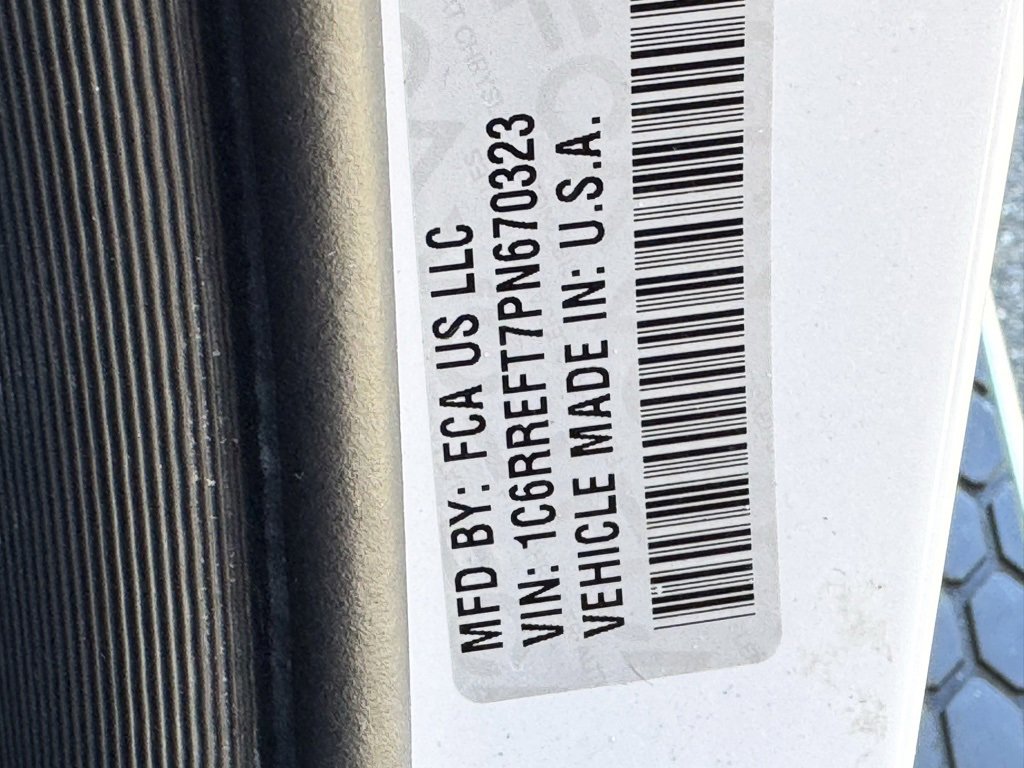 MFD BY: FCA US LLC
VIN: 1C6RREFT7PN670323
VEHICLE MADE IN: U.S.A.